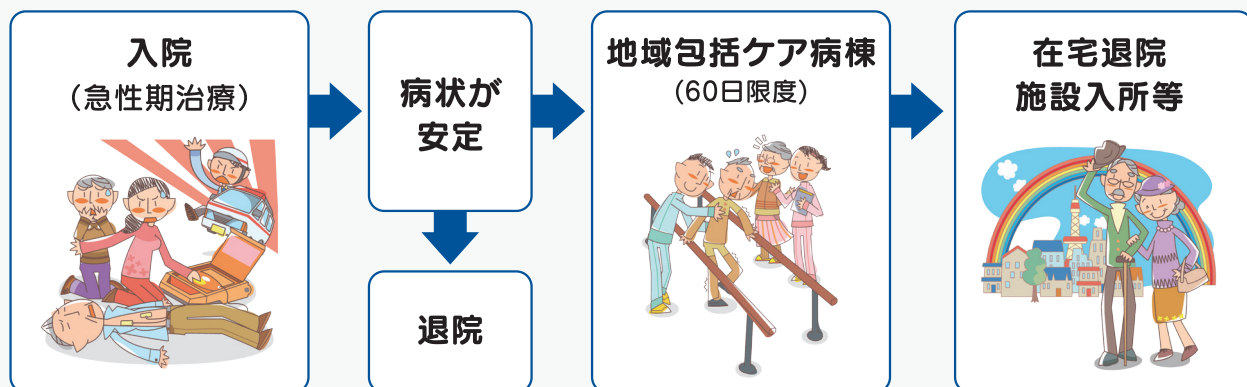 入院
（急性期治療）
病状が
安定
退院
地域包括ケア病棟
（60日限度）
在宅退院
施設入所等